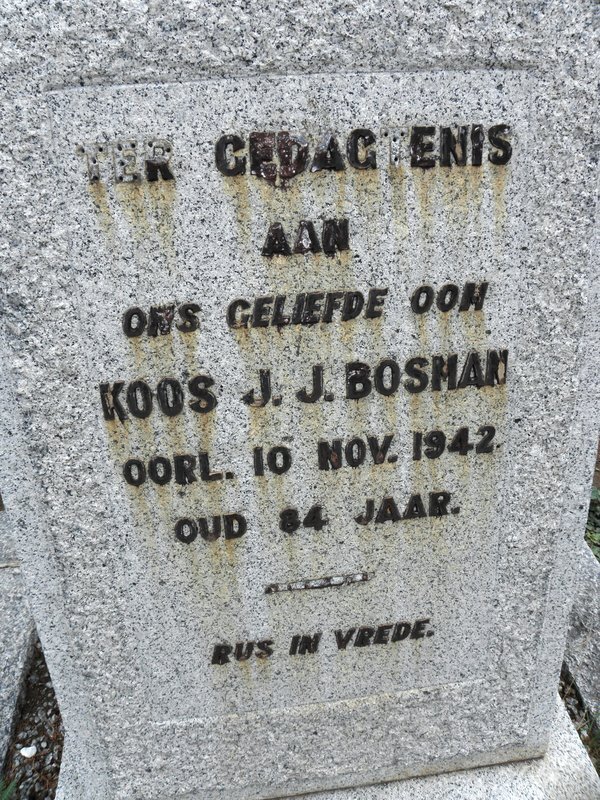 TER GEDAGTENIS
AAN
ONS GELIEFDE OOM
KOOS J. J. BOSMAN
OORL. 10 NOV. 1942.
OUD 84 JAAR.
RUS IN VREDE.